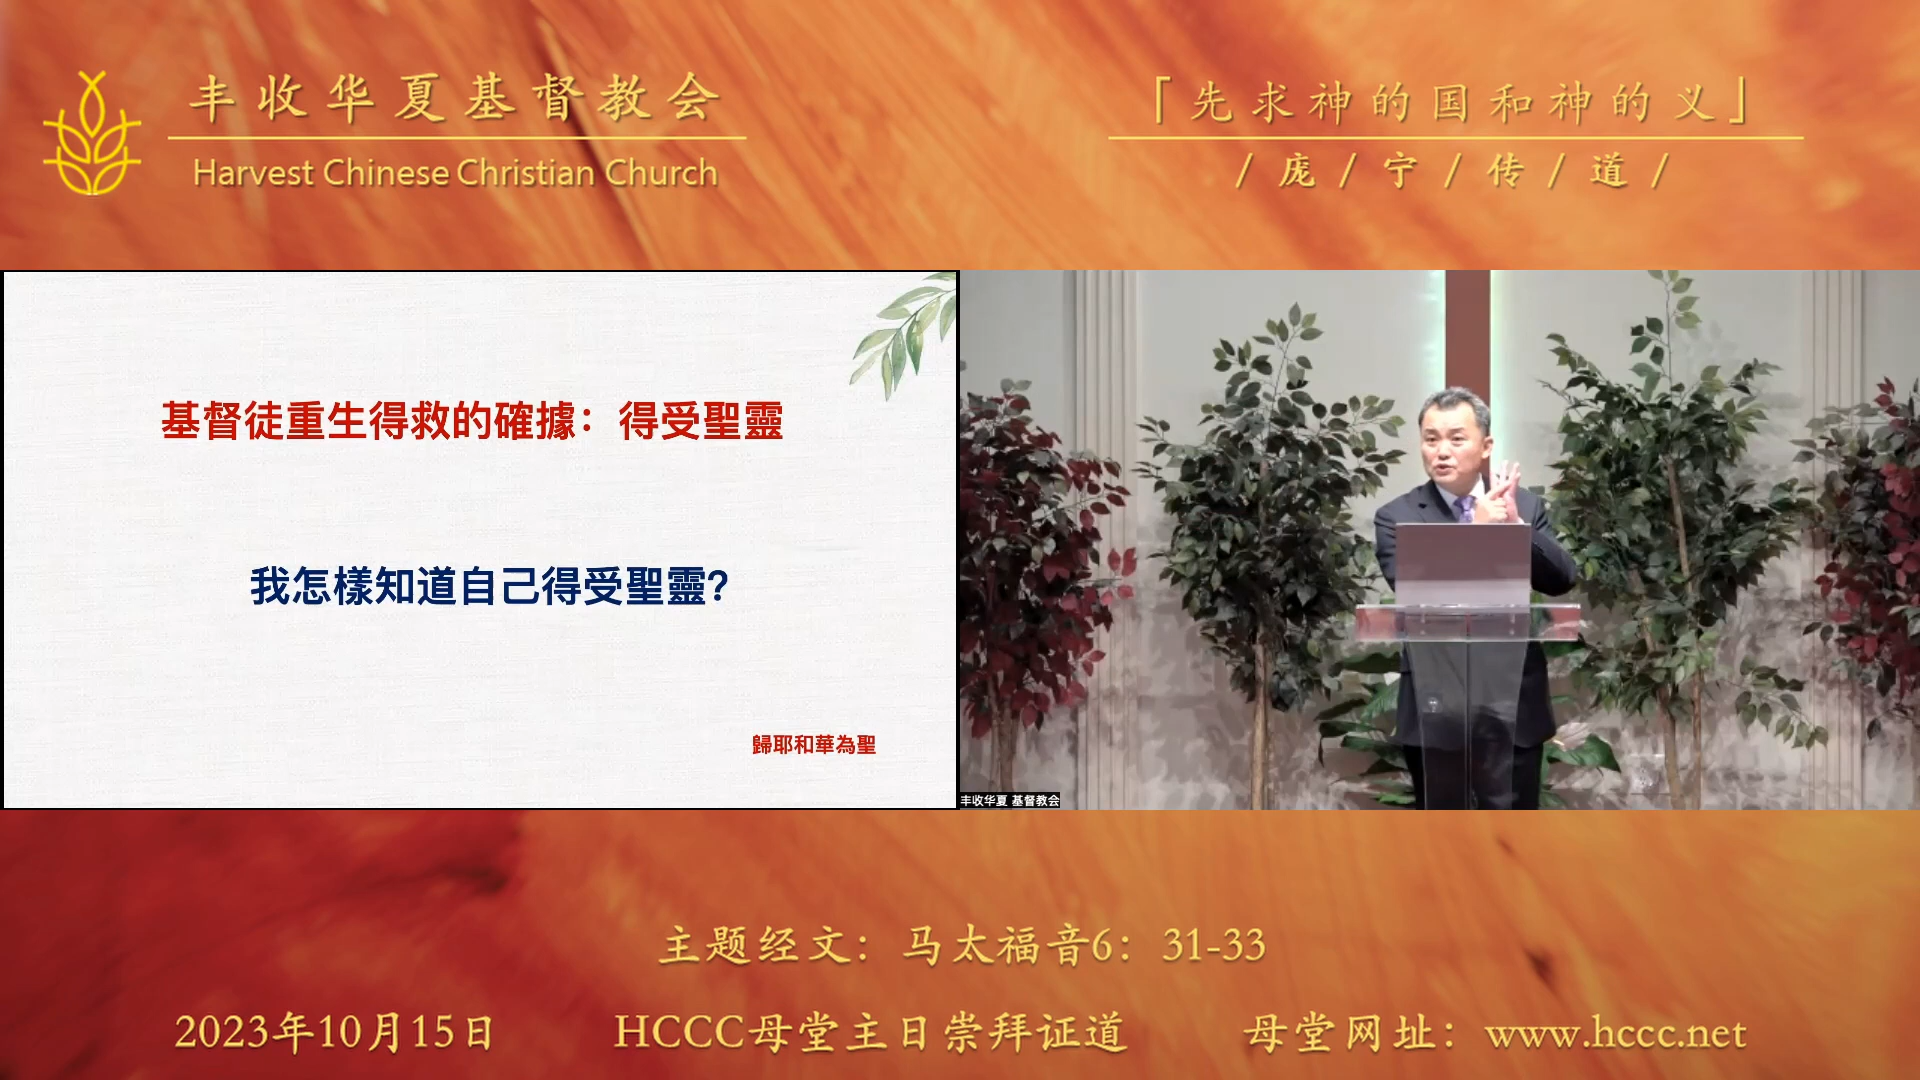 丰收华夏基督教会
Harvest Chinese Christian Church
「先求神的国和神的义」
/ 庞 / 宁 / 传 / 道 /
基督徒重生得救的確據：得受聖靈
我怎樣知道自己得受聖靈？
歸耶和華為聖
丰收华夏 基督教会
主题经文：马太福音6：31-33
2023年10月15日
HCCC母堂主日崇拜证道
母堂网址：www.hccc.net